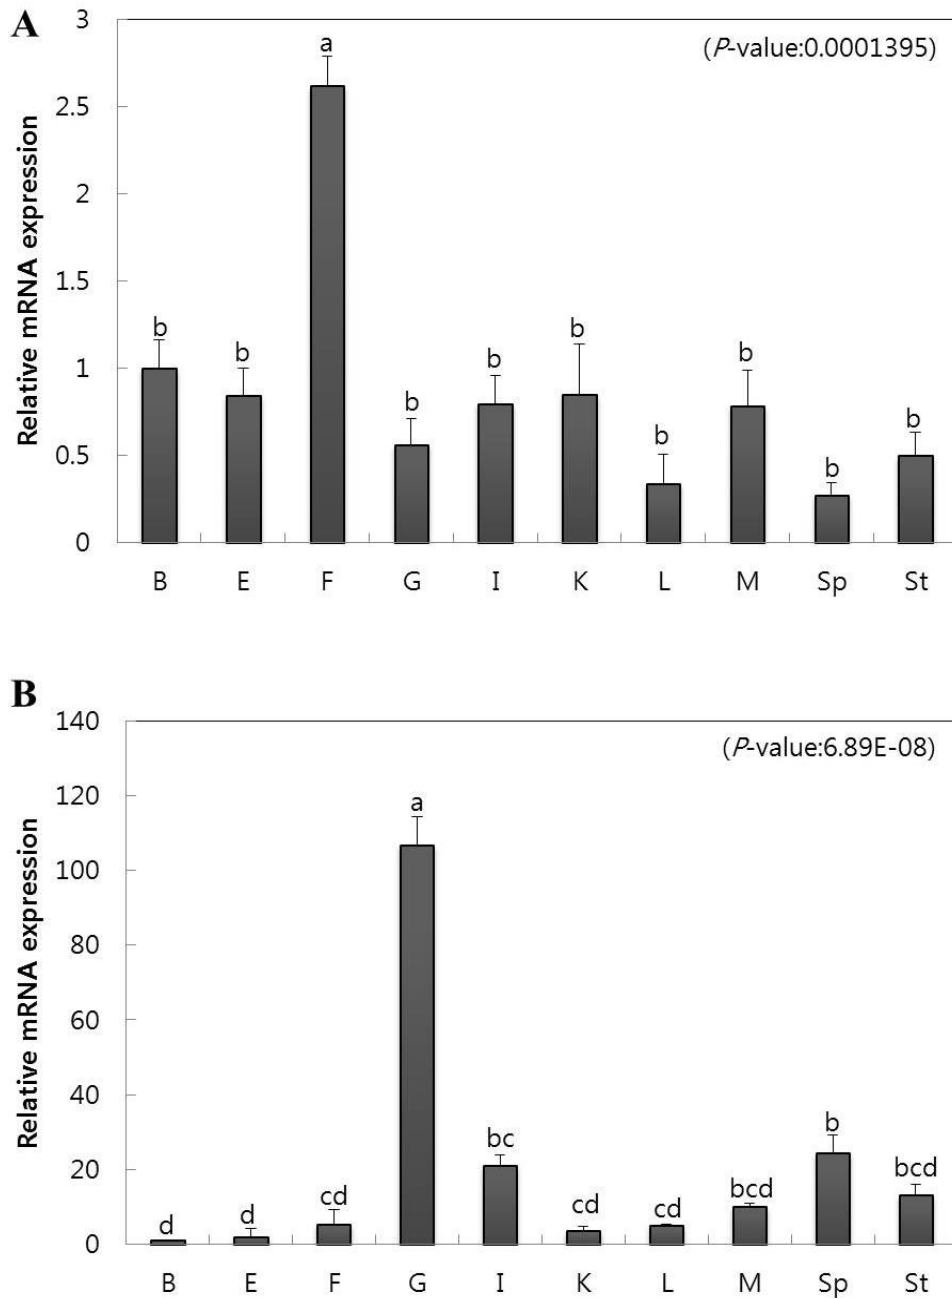 A
(P-value:0.0001395)
Relative mRNA expression
3
2.5
2
1.5
1
0.5
0
b
b
a
b
b
b
b
b
b
b
B E F G I K L M Sp St
B
(P-value:6.89E-08)
Relative mRNA expression
140
120
100
80
60
40
20
0
d
d
cd
a
bc
cd
cd
bcd
b
bcd
B E F G I K L M Sp St